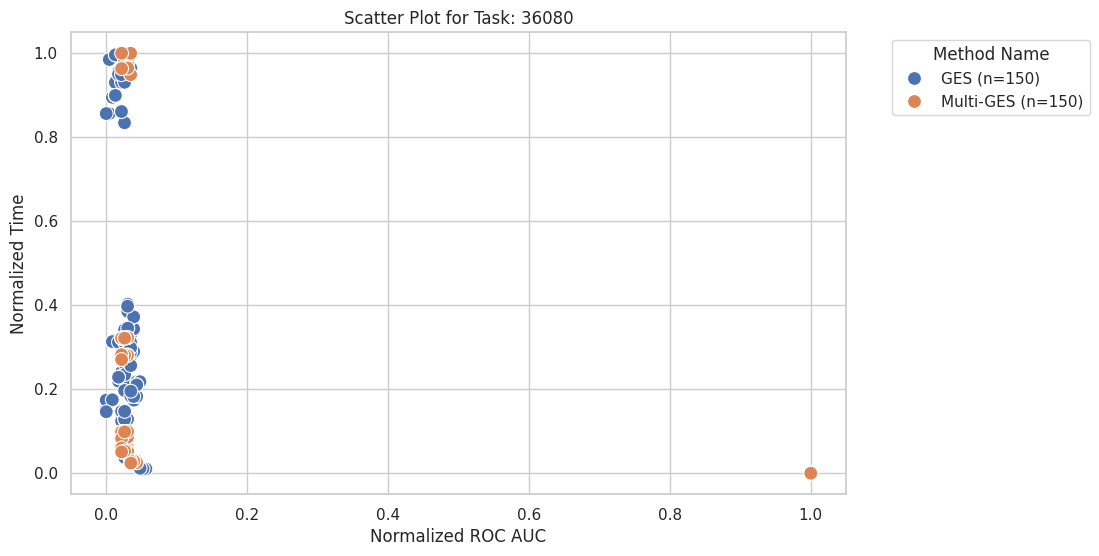 Scatter Plot for Task: 36080
Normalized Time
1.0
0.8
0.6
0.4
0.2
0.0
0.0 0.2 0.4 0.6 0.8 1.0
Normalized ROC AUC
Method Name
GES (n=150)
Multi-GES (n=150)